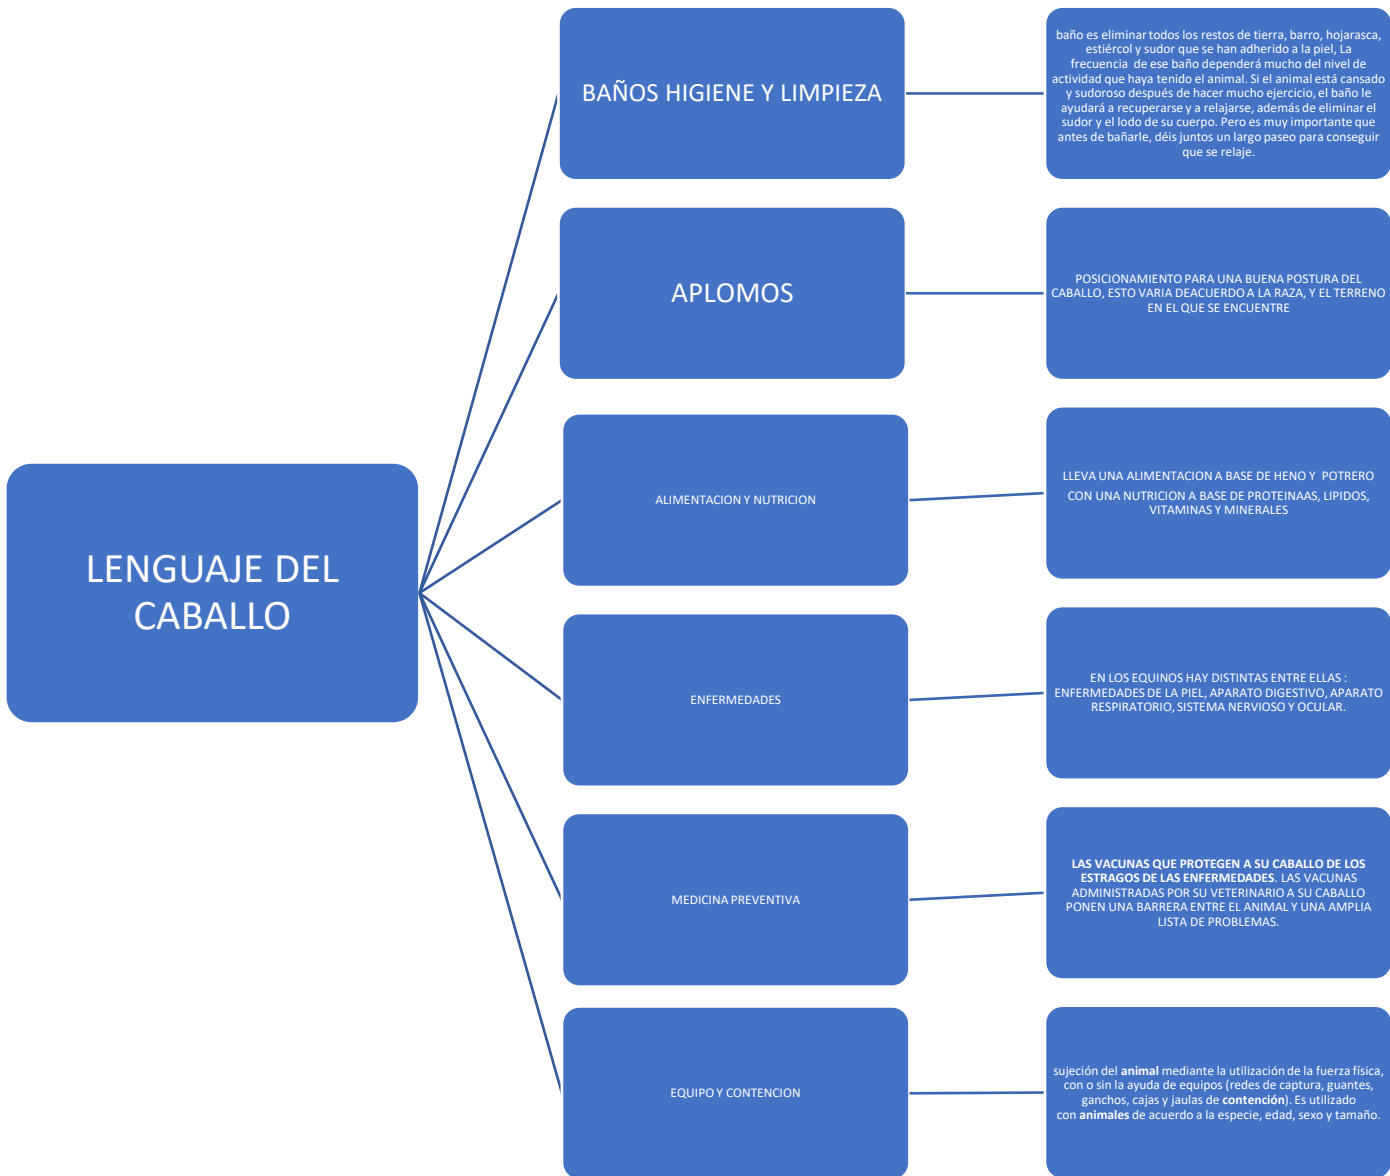 LENGUAJE DEL
CABALLO
BAÑOS HIGIENE Y LIMPIEZA
baño es eliminar todos los restos de tierra, barro, hojarasca,
estiércol y sudor que se han adherido a la piel, La
frecuencia de ese baño dependerá mucho del nivel de
actividad que haya tenido el animal. Si el animal está cansado
y sudoroso después de hacer mucho ejercicio, el baño le
ayudará a recuperarse y a relajarse, además de eliminar el
sudor y el lodo de su cuerpo. Pero es muy importante que
antes de bañarle, déis juntos un largo paseo para conseguir
que se relaje.
APLOMOS
POSICIONAMIENTO PARA UNA BUENA POSTURA DEL
CABALLO, ESTO VARIA DEACUERDO A LA RAZA, Y EL TERRENO
EN EL QUE SE ENCUENTRE
ALIMENTACION Y NUTRICION
LLEVA UNA ALIMENTACION A BASE DE HENO Y POTRERO
CON UNA NUTRICION A BASE DE PROTEINAAS, LIPIDOS,
VITAMINAS Y MINERALES
ENFERMEDADES
EN LOS EQUINOS HAY DISTINTAS ENTRE ELLAS :
ENFERMEDADES DE LA PIEL, APARATO DIGESTIVO, APARATO
RESPIRATORIO, SISTEMA NERVIOSO Y OCULAR.
MEDICINA PREVENTIVA
LAS VACUNAS QUE PROTEGEN A SU CABALLO DE LOS
ESTRAGOS DE LAS ENFERMEDADES. LAS VACUNAS
ADMINISTRADAS POR SU VETERINARIO A SU CABALLO
PONEN UNA BARRERA ENTRE EL ANIMAL Y UNA AMPLIA
LISTA DE PROBLEMAS.
EQUIPO Y CONTENCION
sujeción del animal mediante la utilización de la fuerza física,
con o sin la ayuda de equipos (redes de captura, guantes,
ganchos, cajas y jaulas de contención). Es utilizado
con animales de acuerdo a la especie, edad, sexo y tamaño.